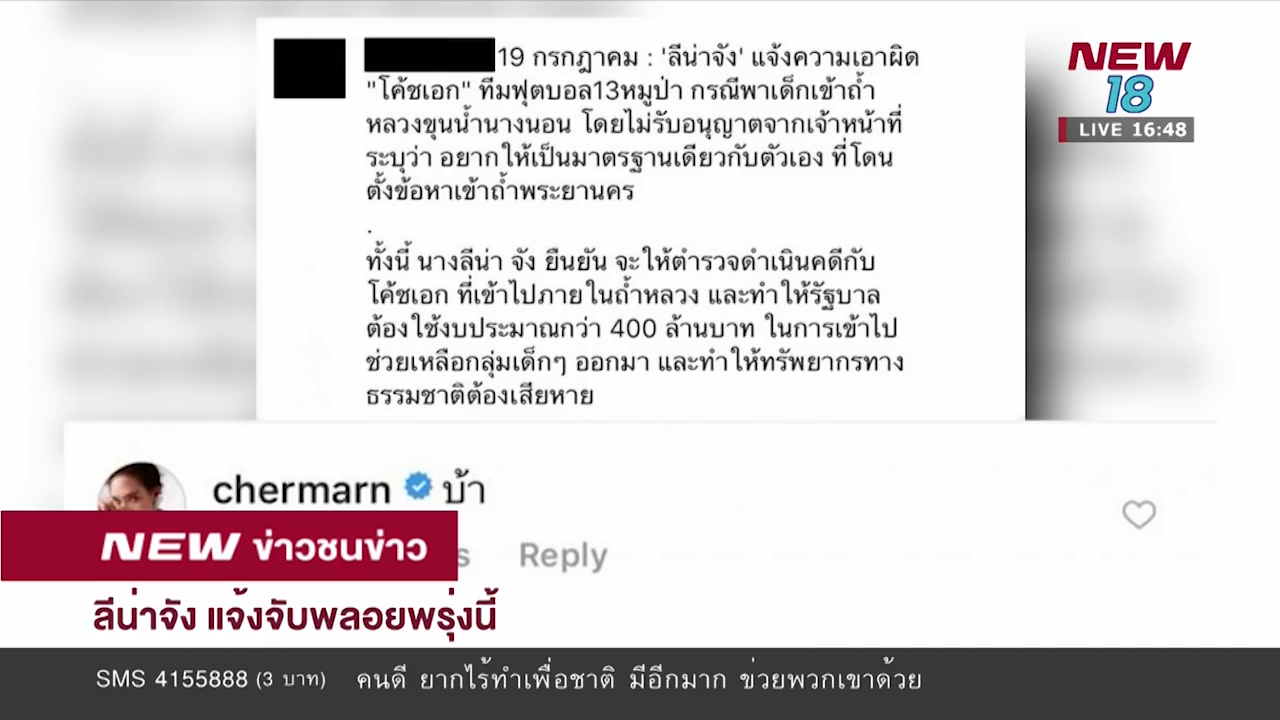 19 กรกฎาคม : 'ลีน่าจัง' แจ้งความเอาผิด
"โค้ชเอก" ทีมฟุตบอล13หมูป่า กรณีพาเด็กเข้าถ้ำ
หลวงขุนน้ำนางนอน โดยไม่รับอนุญาตจากเจ้าหน้าที่
ระบุว่า อยากให้เป็นมาตรฐานเดียวกับตัวเอง ที่โดน
ตั้งข้อหาเข้าถ้ำพระยานคร
.
ทั้งนี้ นางลีน่า จัง ยืนยัน จะให้ตำรวจดำเนินคดีกับ
โค้ชเอก ที่เข้าไปภายในถ้ำหลวง และทำให้รัฐบาล
ต้องใช้งบประมาณกว่า 400 ล้านบาท ในการเข้าไป
ช่วยเหลือกลุ่มเด็กๆ ออกมา และทำให้ทรัพยากรทาง
ธรรมชาติต้องเสียหาย
NEW
18
LIVE 16:48
chermarn บ้า
s Reply
NEW ข่าวชนข่าว
ลีน่าจัง แจ้งจับพลอยพรุ่งนี้
SMS 4155888 (3 บาท) คนดี ยากไร้ทำเพื่อชาติ มีอีกมาก ช่วยพวกเขาด้วย